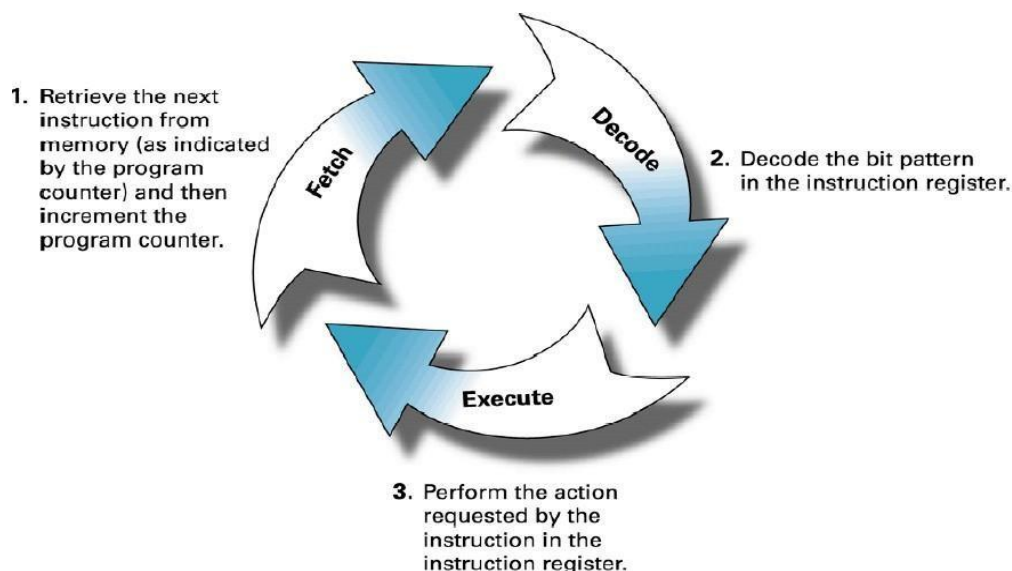 1. Retrieve the next
instruction from
memory (as indicated
by the program
counter) and then
increment the
program counter.
Fetch
Decode
2. Decode the bit pattern
in the instruction register.
Execute
3. Perform the action
requested by the
instruction in the
instruction register.